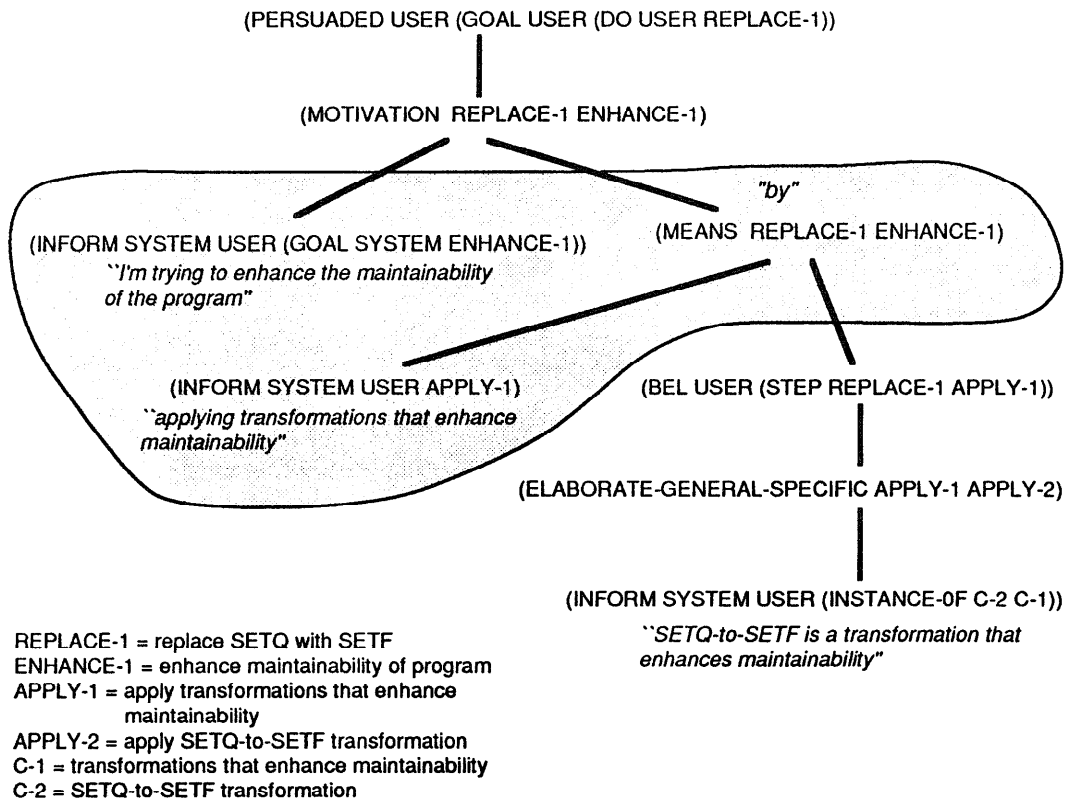 (PERSUADED USER (GOAL USER (DO USER REPLACE-1))
(MOTIVATION REPLACE-1 ENHANCE-1)
"by"
(INFORM SYSTEM USER (GOAL SYSTEM ENHANCE-1))
(MEANS REPLACE-1 ENHANCE-1)
``I'm trying to enhance the maintainability
of the program"
(INFORM SYSTEM USER APPLY-1)
(BEL USER (STEP REPLACE-1 APPLY-1))
``applying transformations that enhance
maintainability"
(ELABORATE-GENERAL-SPECIFIC APPLY-1 APPLY-2)
(INFORM SYSTEM USER (INSTANCE-0F C-2 C-1))
``SETQ-to-SETF is a transformation that
enhances maintainability"
REPLACE-1 = replace SETQ with SETF
ENHANCE-1 = enhance maintainability of program
APPLY-1 = apply transformations that enhance
maintainability
APPLY-2 = apply SETQ-to-SETF transformation
C-1 = transformations that enhance maintainability
C-2 = SETQ-to-SETF transformation